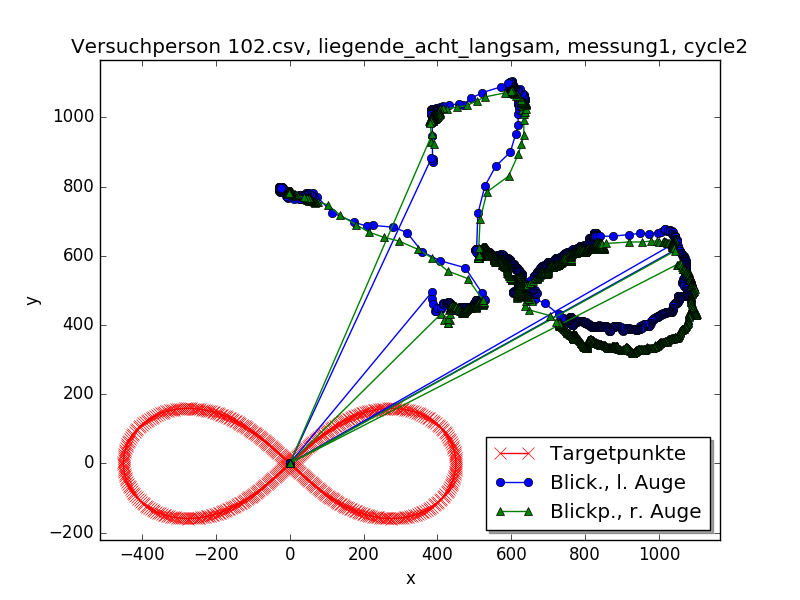 Versuchperson 102.csv, liegende_acht_langsam, messung1, cycle2
1000
800
600
400
200
0
−200
y
−400
−200
0
200
400
600
800
1000
x
Targetpunkte
Blick., l. Auge
Blickp., r. Auge